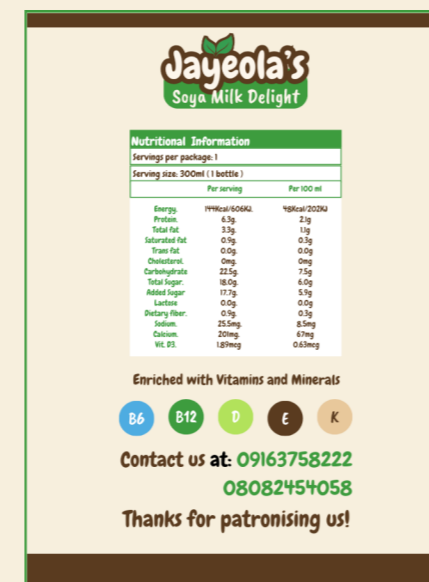 Jayeola's
Soya Milk Delight
Nutritional Information
Servings per package: 1
Serving size: 300ml ( 1 bottle )
Per serving Per 100 ml
Energy. 144Kcal/606KJ. 48Kcal/202KJ
Protein. 6.3g. 2.1g
Total fat 3.3g. 1.1g
Saturated fat 0.9g. 0.3g
Trans fat 0.0g. 0.0g
Cholesterol. 0mg. 0mg
Carbohydrate 22.5g. 7.5g
Total Sugar. 18.0g. 6.0g
Added Sugar 17.7g. 5.9g
Lactose 0.0g. 0.0g
Dietary fiber. 0.9g. 0.3g
Sodium. 25.5mg. 8.5mg
Calcium. 201mg. 67mg
Vit. D3. 1.89mcg 0.63mcg
Enriched with Vitamins and Minerals
B6 B12 D E K
Contact us at: 09163758222
08082454058
Thanks for patronising us!